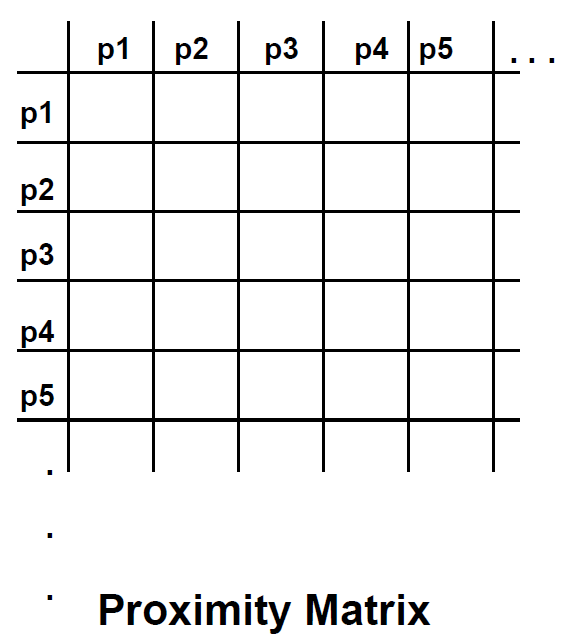 p1 p2 p3 p4 p5 . . .
p1
p2
p3
p4
p5
.
.
.
Proximity Matrix